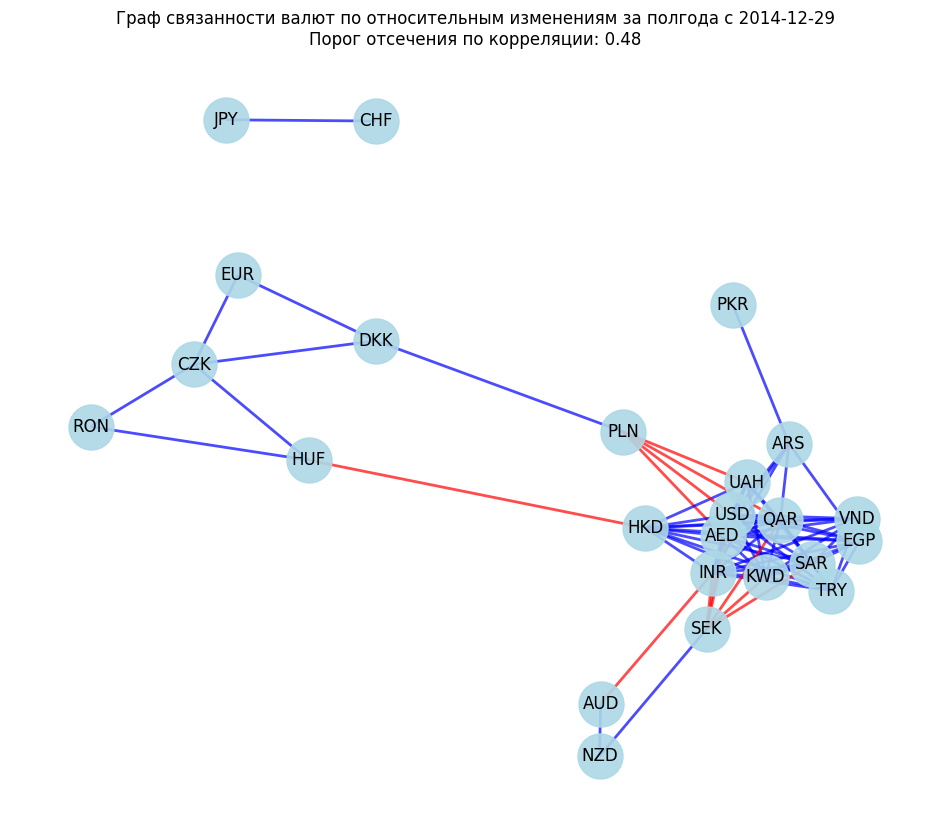 Граф связанности валют по относительным изменениям за полгода с 2014-12-29
Порог отсечения по корреляции: 0.48
JPY
CHF
EUR
PKR
DKK
CZK
RON
PLN
ARS
HUF
UAH
USD
QAR
VND
HKD
AED
EGP
SAR
INR
KWD
TRY
SEK
AUD
NZD